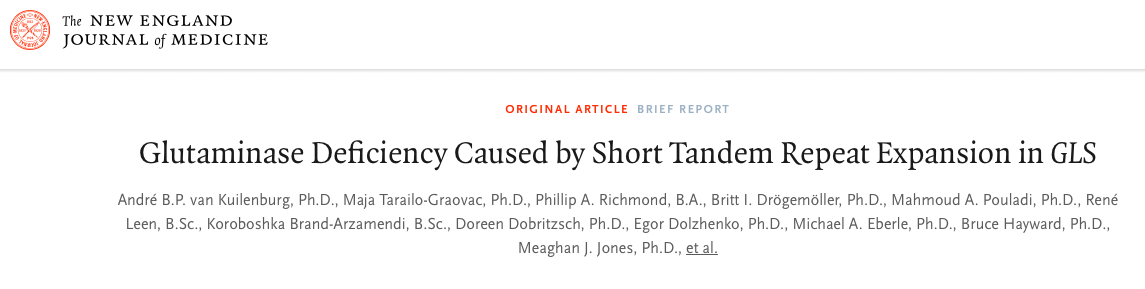 The NEW ENGLAND
JOURNAL of MEDICINE
ORIGINAL ARTICLE BRIEF REPORT
Glutaminase Deficiency Caused by Short Tandem Repeat Expansion in GLS
André B.P. van Kuilenburg, Ph.D., Maja Tarailo-Graovac, Ph.D., Phillip A. Richmond, B.A., Britt I. Drögemöller, Ph.D., Mahmoud A. Pouladi, Ph.D., René
Leen, B.Sc., Koroboshka Brand-Arzamendi, B.Sc., Doreen Dobritzsch, Ph.D., Egor Dolzhenko, Ph.D., Michael A. Eberle, Ph.D., Bruce Hayward, Ph.D.,
Meaghan J. Jones, Ph.D., et al.